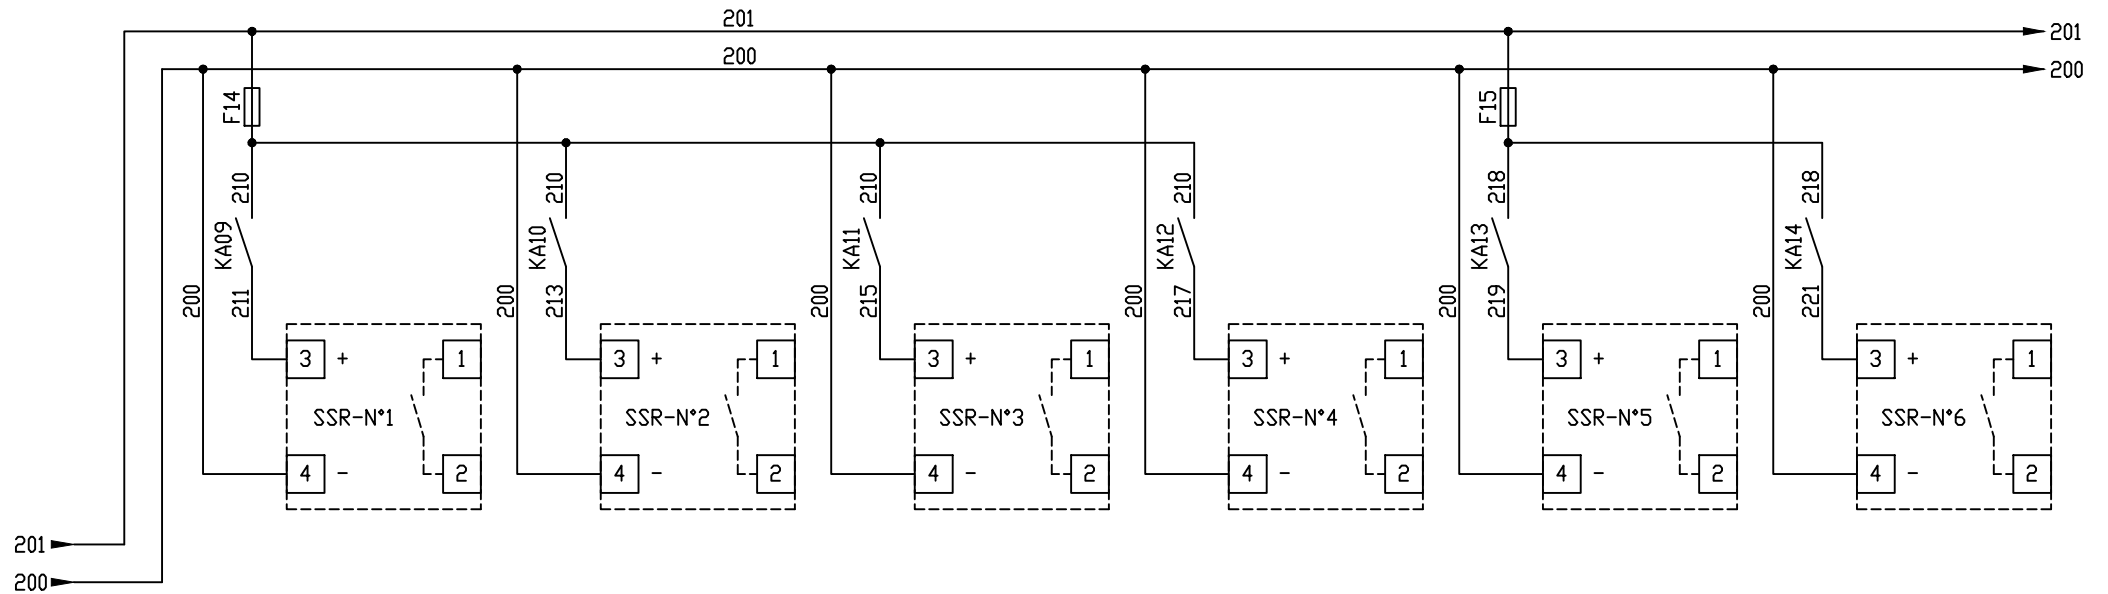 201
201
200
200
F14
F15
210
210
210
210
218
218
KA09
KA10
KA11
KA12
KA13
KA14
200
211
200
213
200
215
200
217
200
219
200
221
3 + 1
3 + 1
3 + 1
3 + 1
3 + 1
3 + 1
SSR-N°1
SSR-N°2
SSR-N°3
SSR-N°4
SSR-N°5
SSR-N°6
4 - 2
4 - 2
4 - 2
4 - 2
4 - 2
4 - 2
201
200